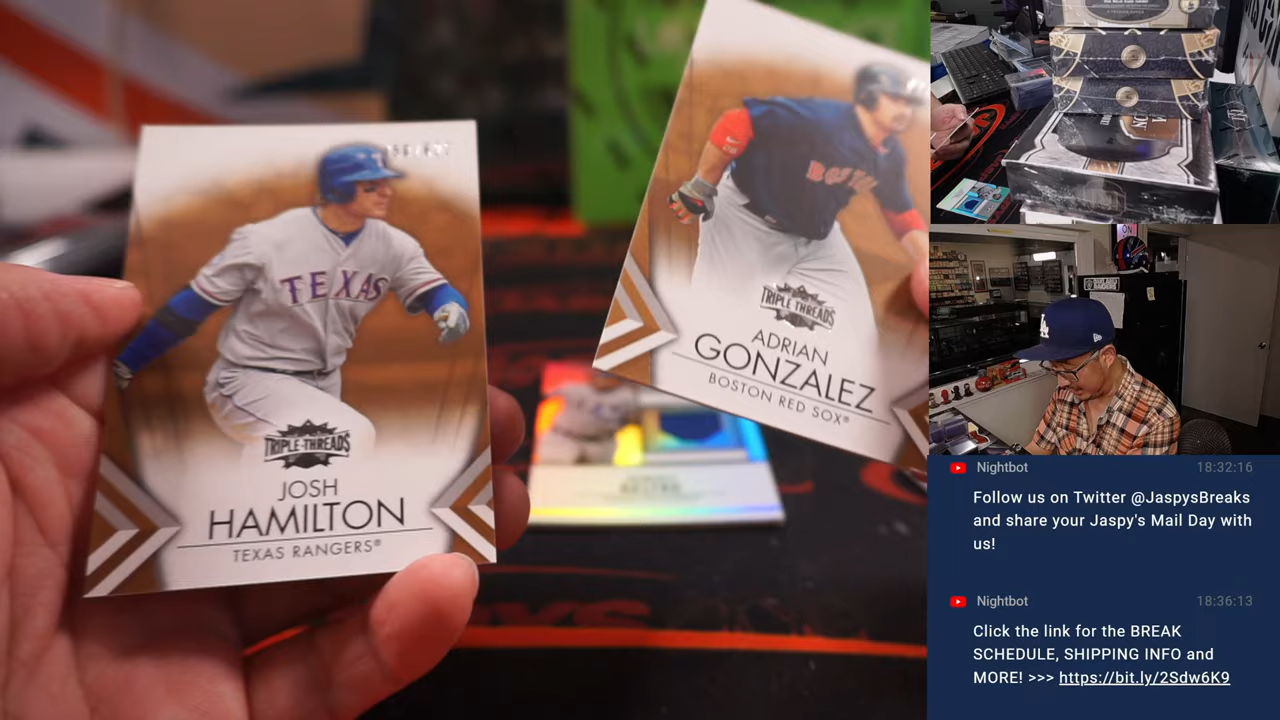 TEXAS
TRIPLE THREADS
JOSH
HAMILTON
TEXAS RANGERS®
BOSTON
TRIPLE THREADS
ADRIAN
GONZALEZ
BOSTON RED SOX®
ON
Nightbot 18:32:16
Follow us on Twitter @JaspysBreaks
and share your Jaspy's Mail Day with
us!
Nightbot 18:36:13
Click the link for the BREAK
SCHEDULE, SHIPPING INFO and
MORE! >>> https://bit.ly/2Sdw6K9